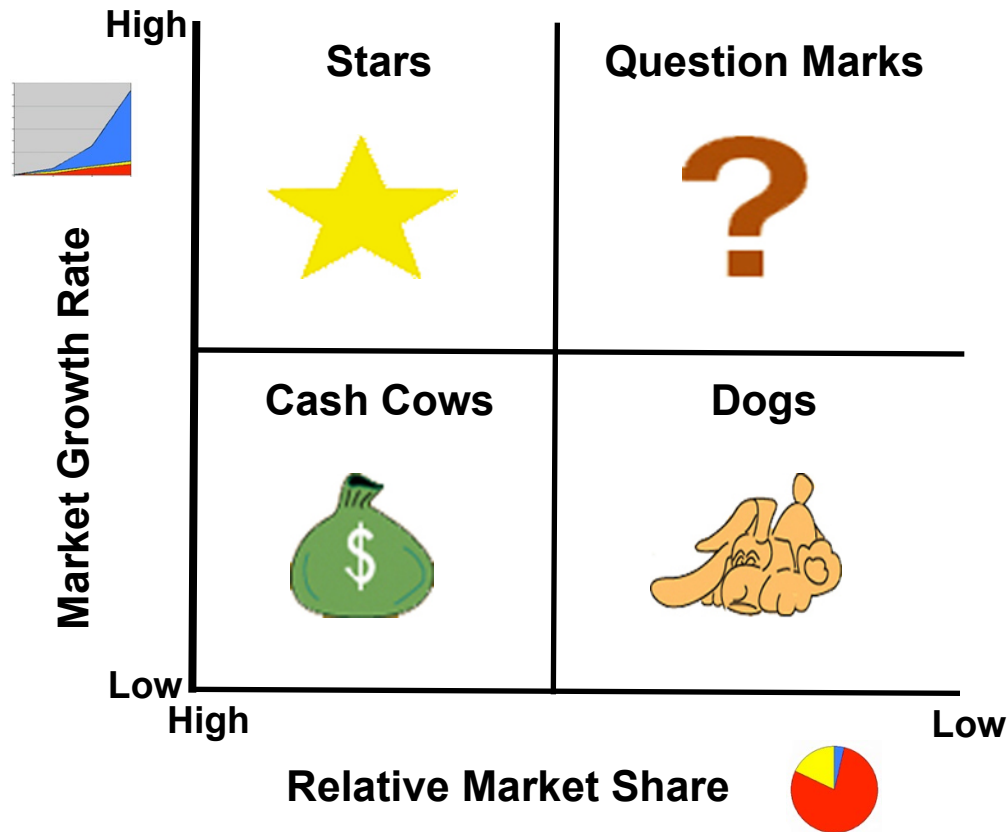 High
Stars
Question Marks
Market Growth Rate
Cash Cows
Dogs
$
Low
High
Low
Relative Market Share